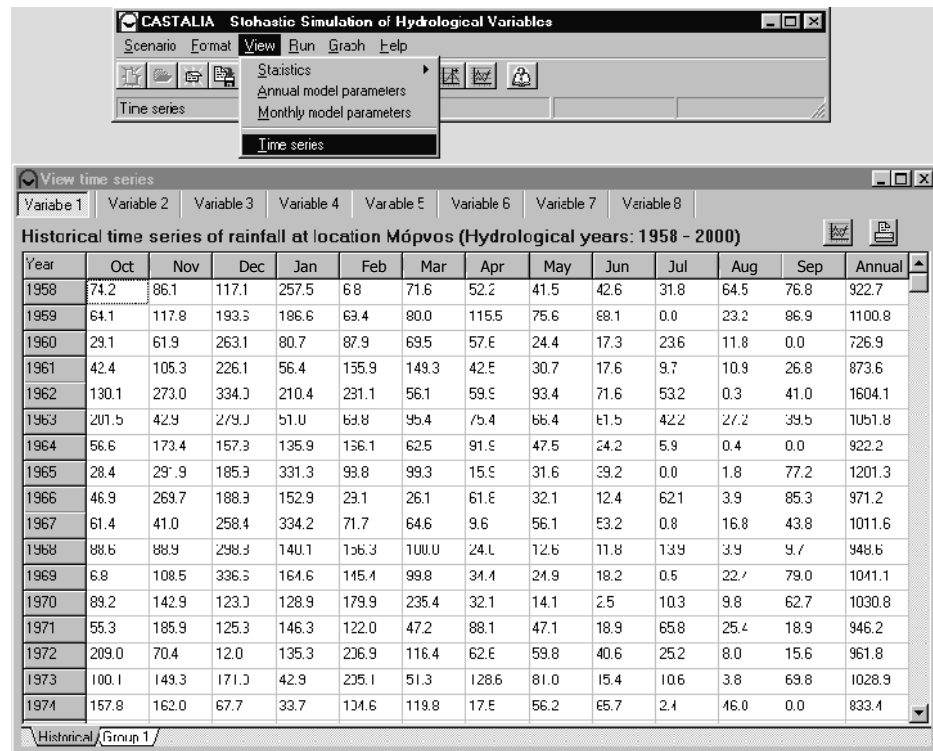 CASTALIA Stohastic Simulation of Hydrological Variables
Scenario Format View Run Graph Help
Statistics
Annual model parameters
Monthly model parameters
Time series
Time series
View time series
Variabe 1 Variable 2 Variable 3 Variable 4 Variable 5 Variable 6 Variable 7 Variable 8
Historical time series of rainfall at location Μόρνος (Hydrological years: 1958 - 2000)
Year Oct Nov Dec Jan Feb Mar Apr May Jun Jul Aug Sep Annual
1958 74.2 86.1 117.1 257.5 6.8 71.6 52.2 41.5 42.6 31.8 64.5 76.8 922.7
1959 64.1 117.8 193.6 186.6 69.4 80.0 115.5 75.6 88.1 0.0 23.2 86.9 1100.8
1960 29.1 61.9 263.1 80.7 87.9 69.5 57.6 24.4 17.3 23.6 11.8 0.0 726.9
1961 42.4 105.3 226.1 56.4 155.9 149.3 42.5 30.7 17.6 9.7 10.9 26.8 873.6
1962 130.1 273.0 334.0 210.4 281.1 56.1 59.9 93.4 71.6 53.2 0.3 41.0 1604.1
1963 201.5 42.9 279.0 51.0 69.8 95.4 75.4 66.4 61.5 42.2 27.2 39.5 1051.8
1964 56.6 173.4 157.8 135.9 166.1 62.5 91.9 47.5 24.2 5.9 0.4 0.0 922.2
1965 28.4 291.9 185.9 331.3 98.8 99.3 15.9 31.6 39.2 0.0 1.8 77.2 1201.3
1966 46.9 269.7 188.9 152.9 29.1 26.1 61.8 32.1 12.4 62.1 3.9 85.3 971.2
1967 61.4 41.0 258.4 334.2 71.7 64.6 9.6 56.1 53.2 0.8 16.8 43.8 1011.6
1968 88.6 88.9 298.8 140.1 156.3 100.0 24.0 12.6 11.8 13.9 3.9 9.7 948.6
1969 6.8 108.5 336.6 164.6 145.4 99.8 34.4 24.9 18.2 0.5 22.4 79.0 1041.1
1970 89.2 142.9 123.0 128.9 179.9 235.4 32.1 14.1 2.5 10.3 9.8 62.7 1030.8
1971 55.3 185.9 125.3 146.3 122.0 47.2 88.1 47.1 18.9 65.8 25.4 18.9 946.2
1972 209.0 70.4 12.0 135.3 206.9 116.4 62.6 59.8 40.6 25.2 8.0 15.6 961.8
1973 100.1 149.3 171.0 42.9 205.1 51.3 128.6 81.0 15.4 10.6 3.8 69.8 1028.9
1974 157.8 162.0 67.7 33.7 104.6 119.8 17.5 56.2 65.7 2.4 46.0 0.0 833.4
Historical Group 1